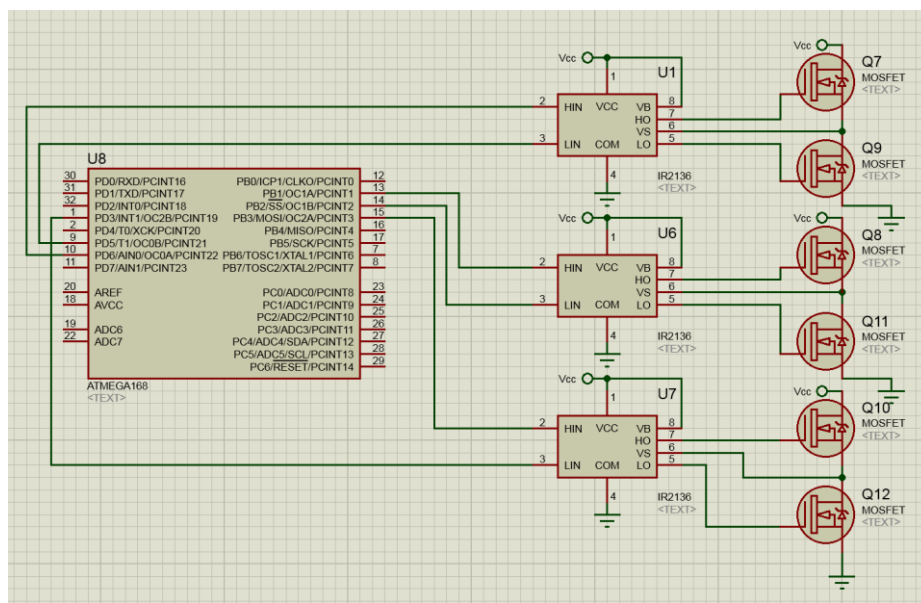 Vcc
1
U1
2
HIN
VCC
VB
8
HO
7
VS
6
3
LIN
COM
LO
5
4
IR2136
<TEXT>
Vcc
Q7
MOSFET
<TEXT>
Q9
MOSFET
<TEXT>
U8
30
PD0/RXD/PCINT16
31
PD1/TXD/PCINT17
32
PD2/INT0/PCINT18
1
PD3/INT1/OC2B/PCINT19
2
PD4/T0/XCK/PCINT20
9
PD5/T1/OC0B/PCINT21
10
PD6/AIN0/OC0A/PCINT22
11
PD7/AIN1/PCINT23
20
AREF
18
AVCC
19
ADC6
22
ADC7
PB0/ICP1/CLKO/PCINT0
12
PB1/OC1A/PCINT1
13
PB2/SS/OC1B/PCINT2
14
PB3/MOSI/OC2A/PCINT3
15
PB4/MISO/PCINT4
16
PB5/SCK/PCINT5
17
PB6/TOSC1/XTAL1/PCINT6
7
PB7/TOSC2/XTAL2/PCINT7
8
PC0/ADC0/PCINT8
23
PC1/ADC1/PCINT9
24
PC2/ADC2/PCINT10
25
PC3/ADC3/PCINT11
26
PC4/ADC4/SDA/PCINT12
27
PC5/ADC5/SCL/PCINT13
28
PC6/RESET/PCINT14
29
ATMEGA168
<TEXT>
Vcc
1
U6
2
HIN
VCC
VB
8
HO
7
VS
6
3
LIN
COM
LO
5
4
IR2136
<TEXT>
Vcc
Q8
MOSFET
<TEXT>
Q11
MOSFET
<TEXT>
Vcc
1
U7
2
HIN
VCC
VB
8
HO
7
VS
6
3
LIN
COM
LO
5
4
IR2136
<TEXT>
Vcc
Q10
MOSFET
<TEXT>
Q12
MOSFET
<TEXT>